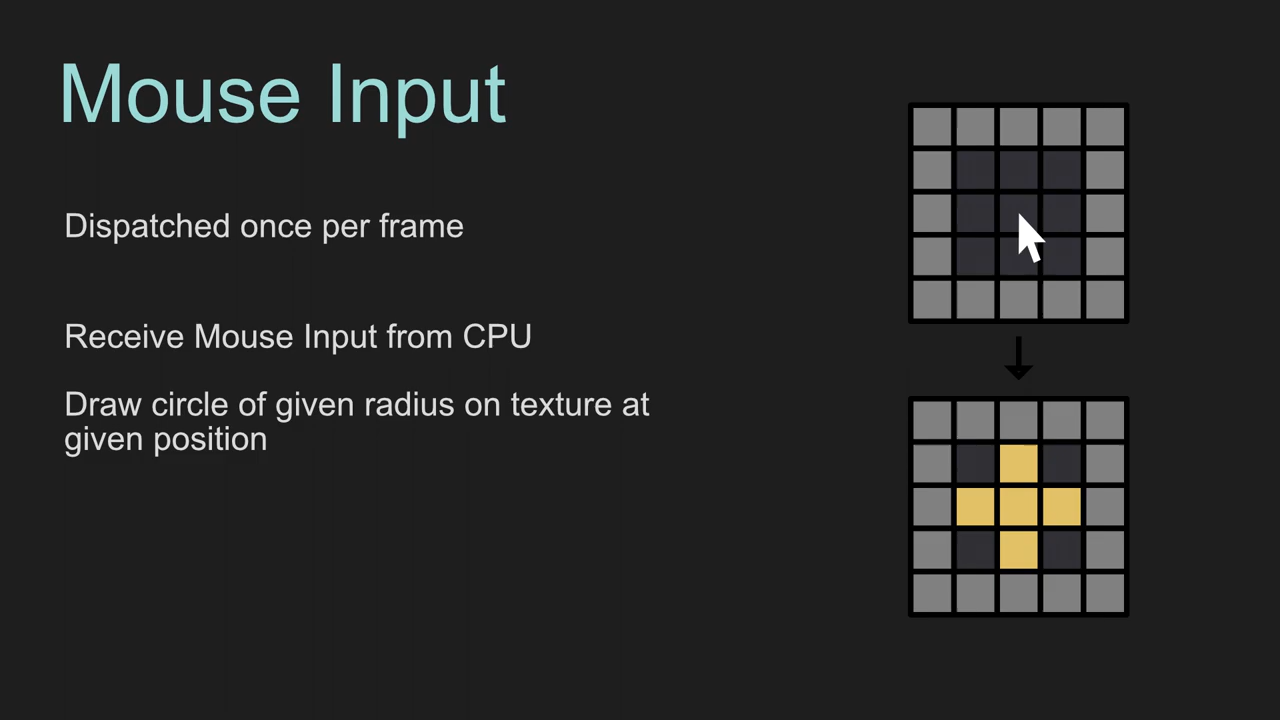 Mouse Input
Dispatched once per frame
Receive Mouse Input from CPU
Draw circle of given radius on texture at
given position